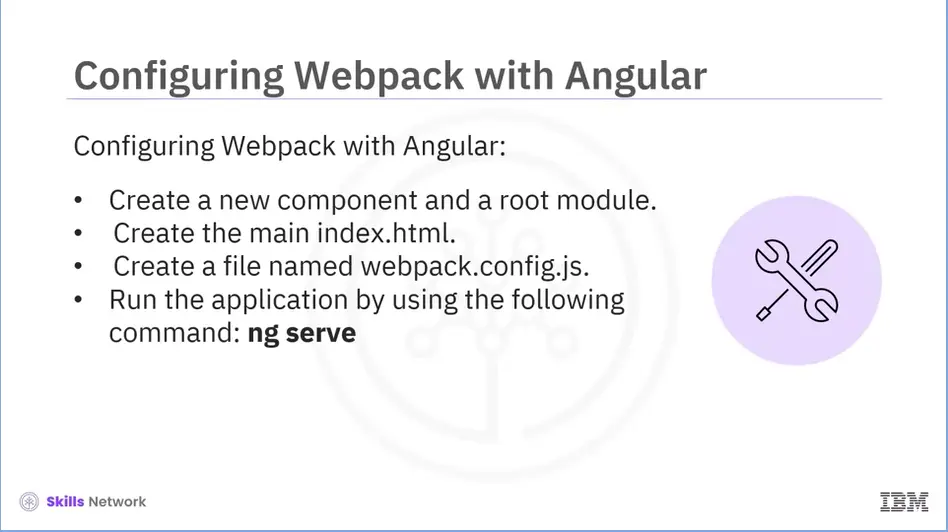 Configuring Webpack with Angular
Configuring Webpack with Angular:
• Create a new component and a root module.
• Create the main index.html.
• Create a file named webpack.config.js.
• Run the application by using the following
command: ng serve
Skills Network
IBM